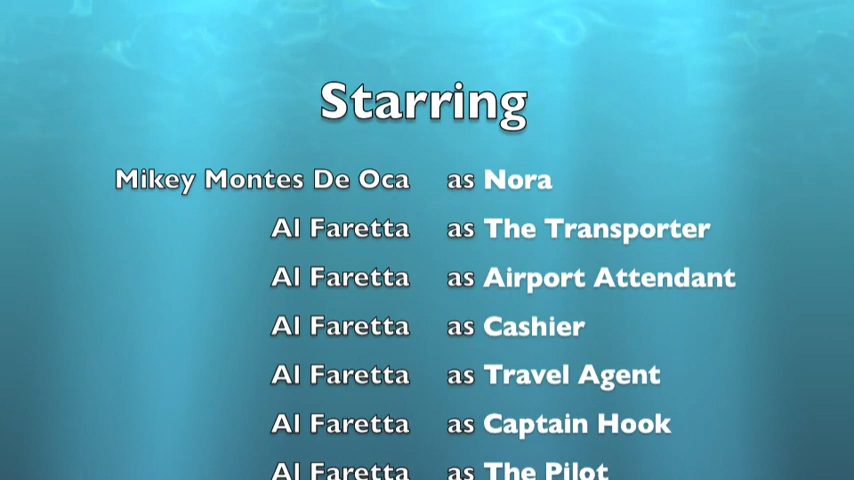 Starring
Mikey Montes De Oca as Nora
Al Faretta as The Transporter
Al Faretta as Airport Attendant
Al Faretta as Cashier
Al Faretta as Travel Agent
Al Faretta as Captain Hook
Al Faretta as The Pilot